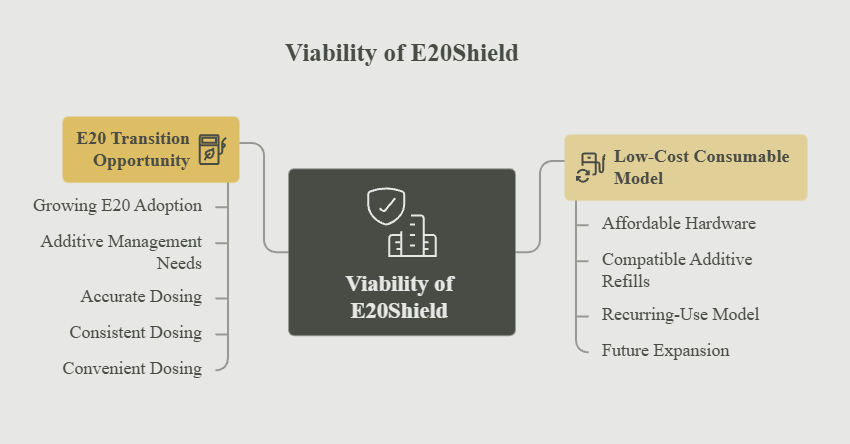 Viability of E20Shield
E20 Transition
Opportunity
Growing E20 Adoption
Additive Management
Needs
Accurate Dosing
Consistent Dosing
Convenient Dosing
Viability of
E20Shield
Low-Cost Consumable
Model
Affordable Hardware
Compatible Additive
Refills
Recurring-Use Model
Future Expansion